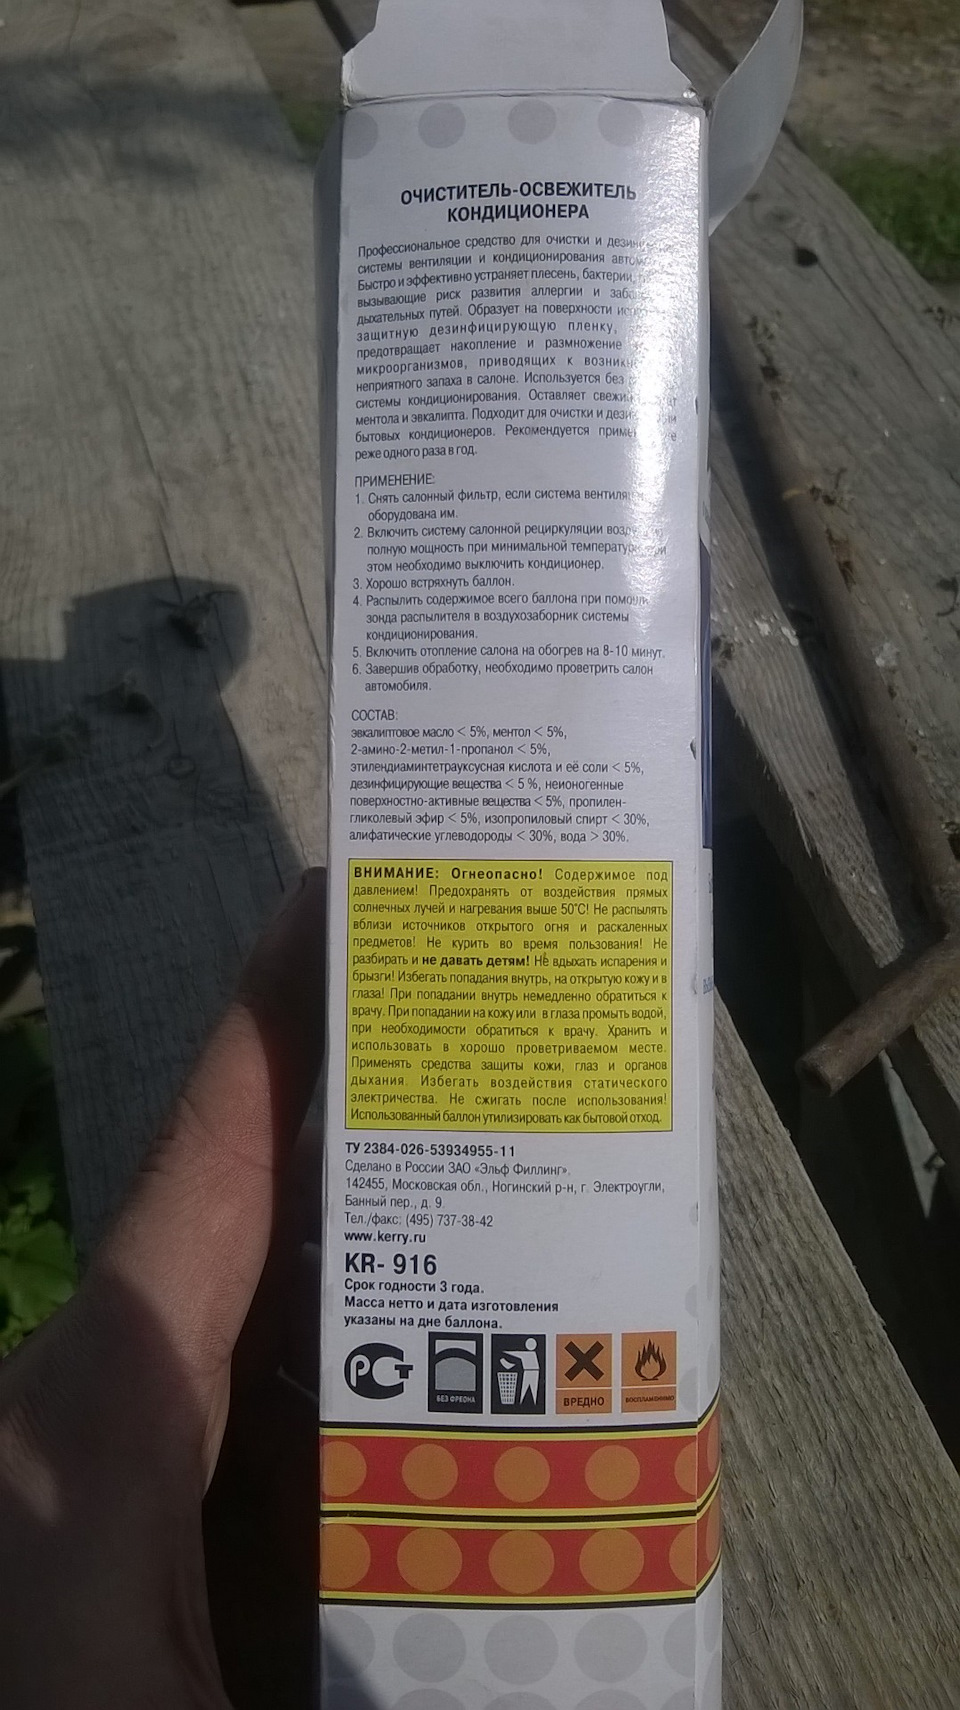 ОЧИСТИТЕЛЬ-ОСВЕЖИТЕЛЬ
КОНДИЦИОНЕРА
Профессиональное средство для очистки и
системы вентиляции и кондиционирования
Быстро и эффективно устраняет плесень, бактерии,
вызывающие риск развития аллергии и
дыхательных путей. Образует на поверхности
защитную дезинфицирующую пленку,
предотвращает накопление и размножение
микроорганизмов, приводящих к
неприятного запаха в салоне. Используется без
системы кондиционирования. Оставляет
ментола и эвкалипта. Подходит для очистки и
бытовых кондиционеров. Рекомендуется
реже одного раза в год.
ПРИМЕНЕНИЕ:
1. Снять салонный фильтр, если система
оборудована им.
2. Включить систему салонной рециркуляции
полную мощность при минимальной
этом необходимо выключить кондиционер.
3. Хорошо встряхнуть баллон.
4. Распылить содержимое всего баллона при
зонда распылителя в воздухозаборник системы
кондиционирования.
5. Включить отопление салона на обогрев на 8-10 минут.
6. Завершив обработку, необходимо проветрить салон
автомобиля.
СОСТАВ:
эвкалиптовое масло < 5%, ментол < 5%,
2-амино-2-метил-1-пропанол < 5%,
этилендиаминтетрауксусная кислота и её соли < 5%,
дезинфицирующие вещества < 5 %, неионогенные
поверхностно-активные вещества < 5%, пропилен-
гликолевый эфир < 5%, изопропиловый спирт < 30%,
алифатические углеводороды < 30%, вода > 30%.
ВНИМАНИЕ: Огнеопасно! Содержимое под
давлением! Предохранять от воздействия прямых
солнечных лучей и нагревания выше 50°C! Не распылять
вблизи источников открытого огня и раскаленных
предметов! Не курить во время пользования! Не
разбирать и не давать детям! Не вдыхать испарения и
брызги! Избегать попадания внутрь, на открытую кожу и в
глаза! При попадании внутрь немедленно обратиться к
врачу. При попадании на кожу или в глаза промыть водой,
при необходимости обратиться к врачу. Хранить и
использовать в хорошо проветриваемом месте.
Применять средства защиты кожи, глаз и органов
дыхания. Избегать воздействия статического
электричества. Не сжигать после использования!
Использованный баллон утилизировать как бытовой отход.
ТУ 2384-026-53934955-11
Сделано в России ЗАО «Эльф Филлинг».
142455, Московская обл., Ногинский р-н, г. Электроугли,
Банный пер., д. 9.
Тел./факс: (495) 737-38-42
www.kerry.ru
KR- 916
Срок годности 3 года.
Масса нетто и дата изготовления
указаны на дне баллона.
РСТ
БЕЗ ФРЕОНА
ВРЕДНО
ВОСПЛАМЕНИМО